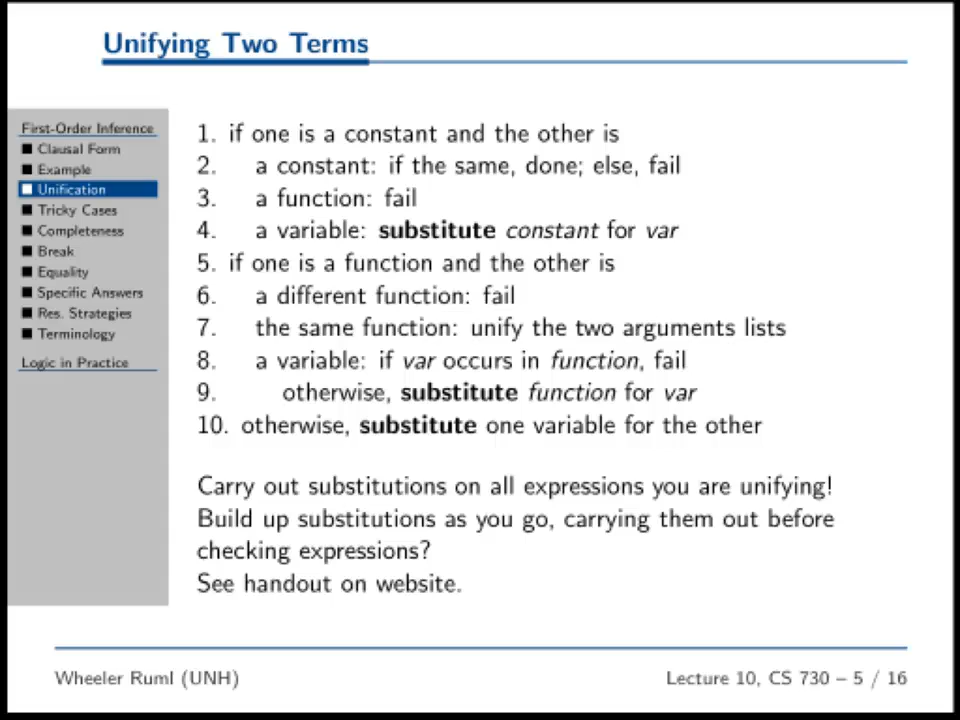 Unifying Two Terms
First-Order Inference
■ Clausal Form
■ Example
■ Unification
■ Tricky Cases
■ Completeness
■ Break
■ Equality
■ Specific Answers
■ Res. Strategies
■ Terminology
Logic in Practice
1. if one is a constant and the other is
2. a constant: if the same, done; else, fail
3. a function: fail
4. a variable: substitute constant for var
5. if one is a function and the other is
6. a different function: fail
7. the same function: unify the two arguments lists
8. a variable: if var occurs in function, fail
9. otherwise, substitute function for var
10. otherwise, substitute one variable for the other
Carry out substitutions on all expressions you are unifying!
Build up substitutions as you go, carrying them out before
checking expressions?
See handout on website.
Wheeler Ruml (UNH)
Lecture 10, CS 730 – 5 / 16